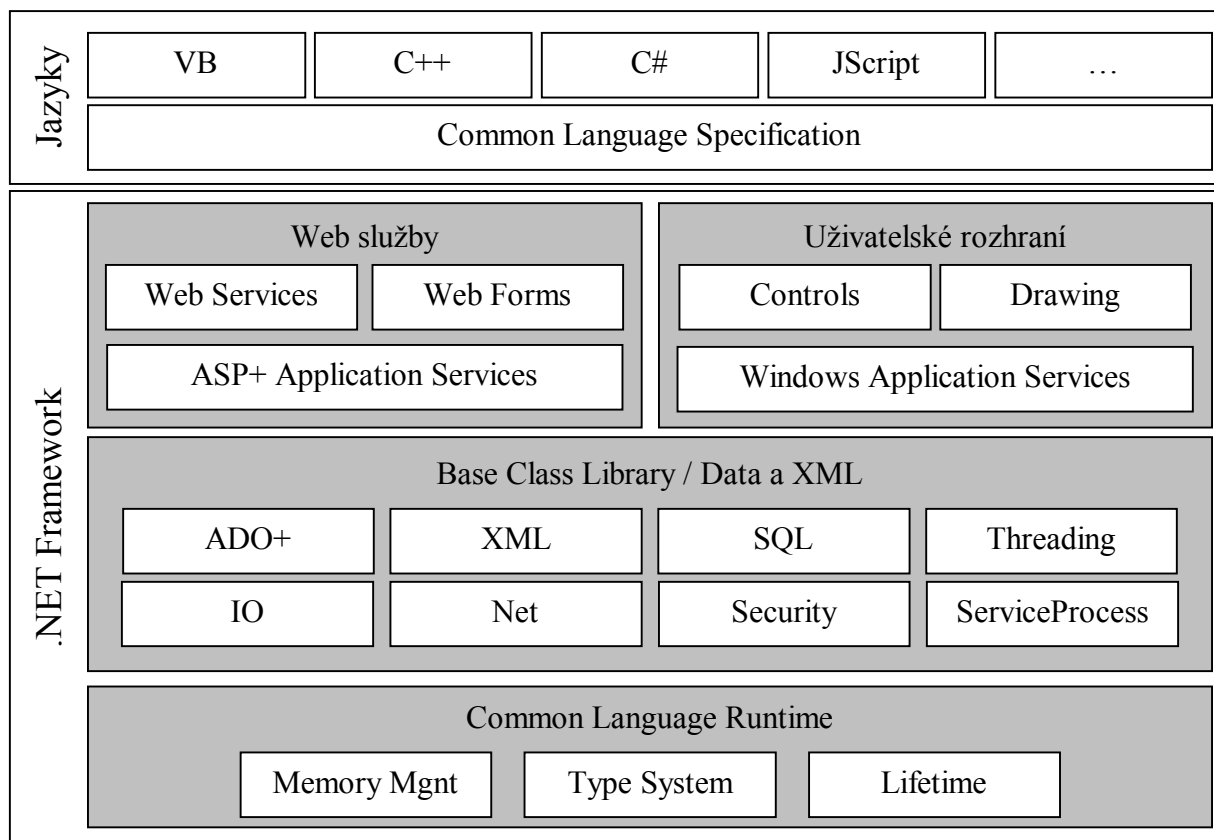 Jazyky
VB
C++
C#
JScript
…
Common Language Specification
.NET Framework
Web služby
Web Services
Web Forms
ASP+ Application Services
Uživatelské rozhraní
Controls
Drawing
Windows Application Services
Base Class Library / Data a XML
ADO+
XML
SQL
Threading
IO
Net
Security
ServiceProcess
Common Language Runtime
Memory Mgnt
Type System
Lifetime